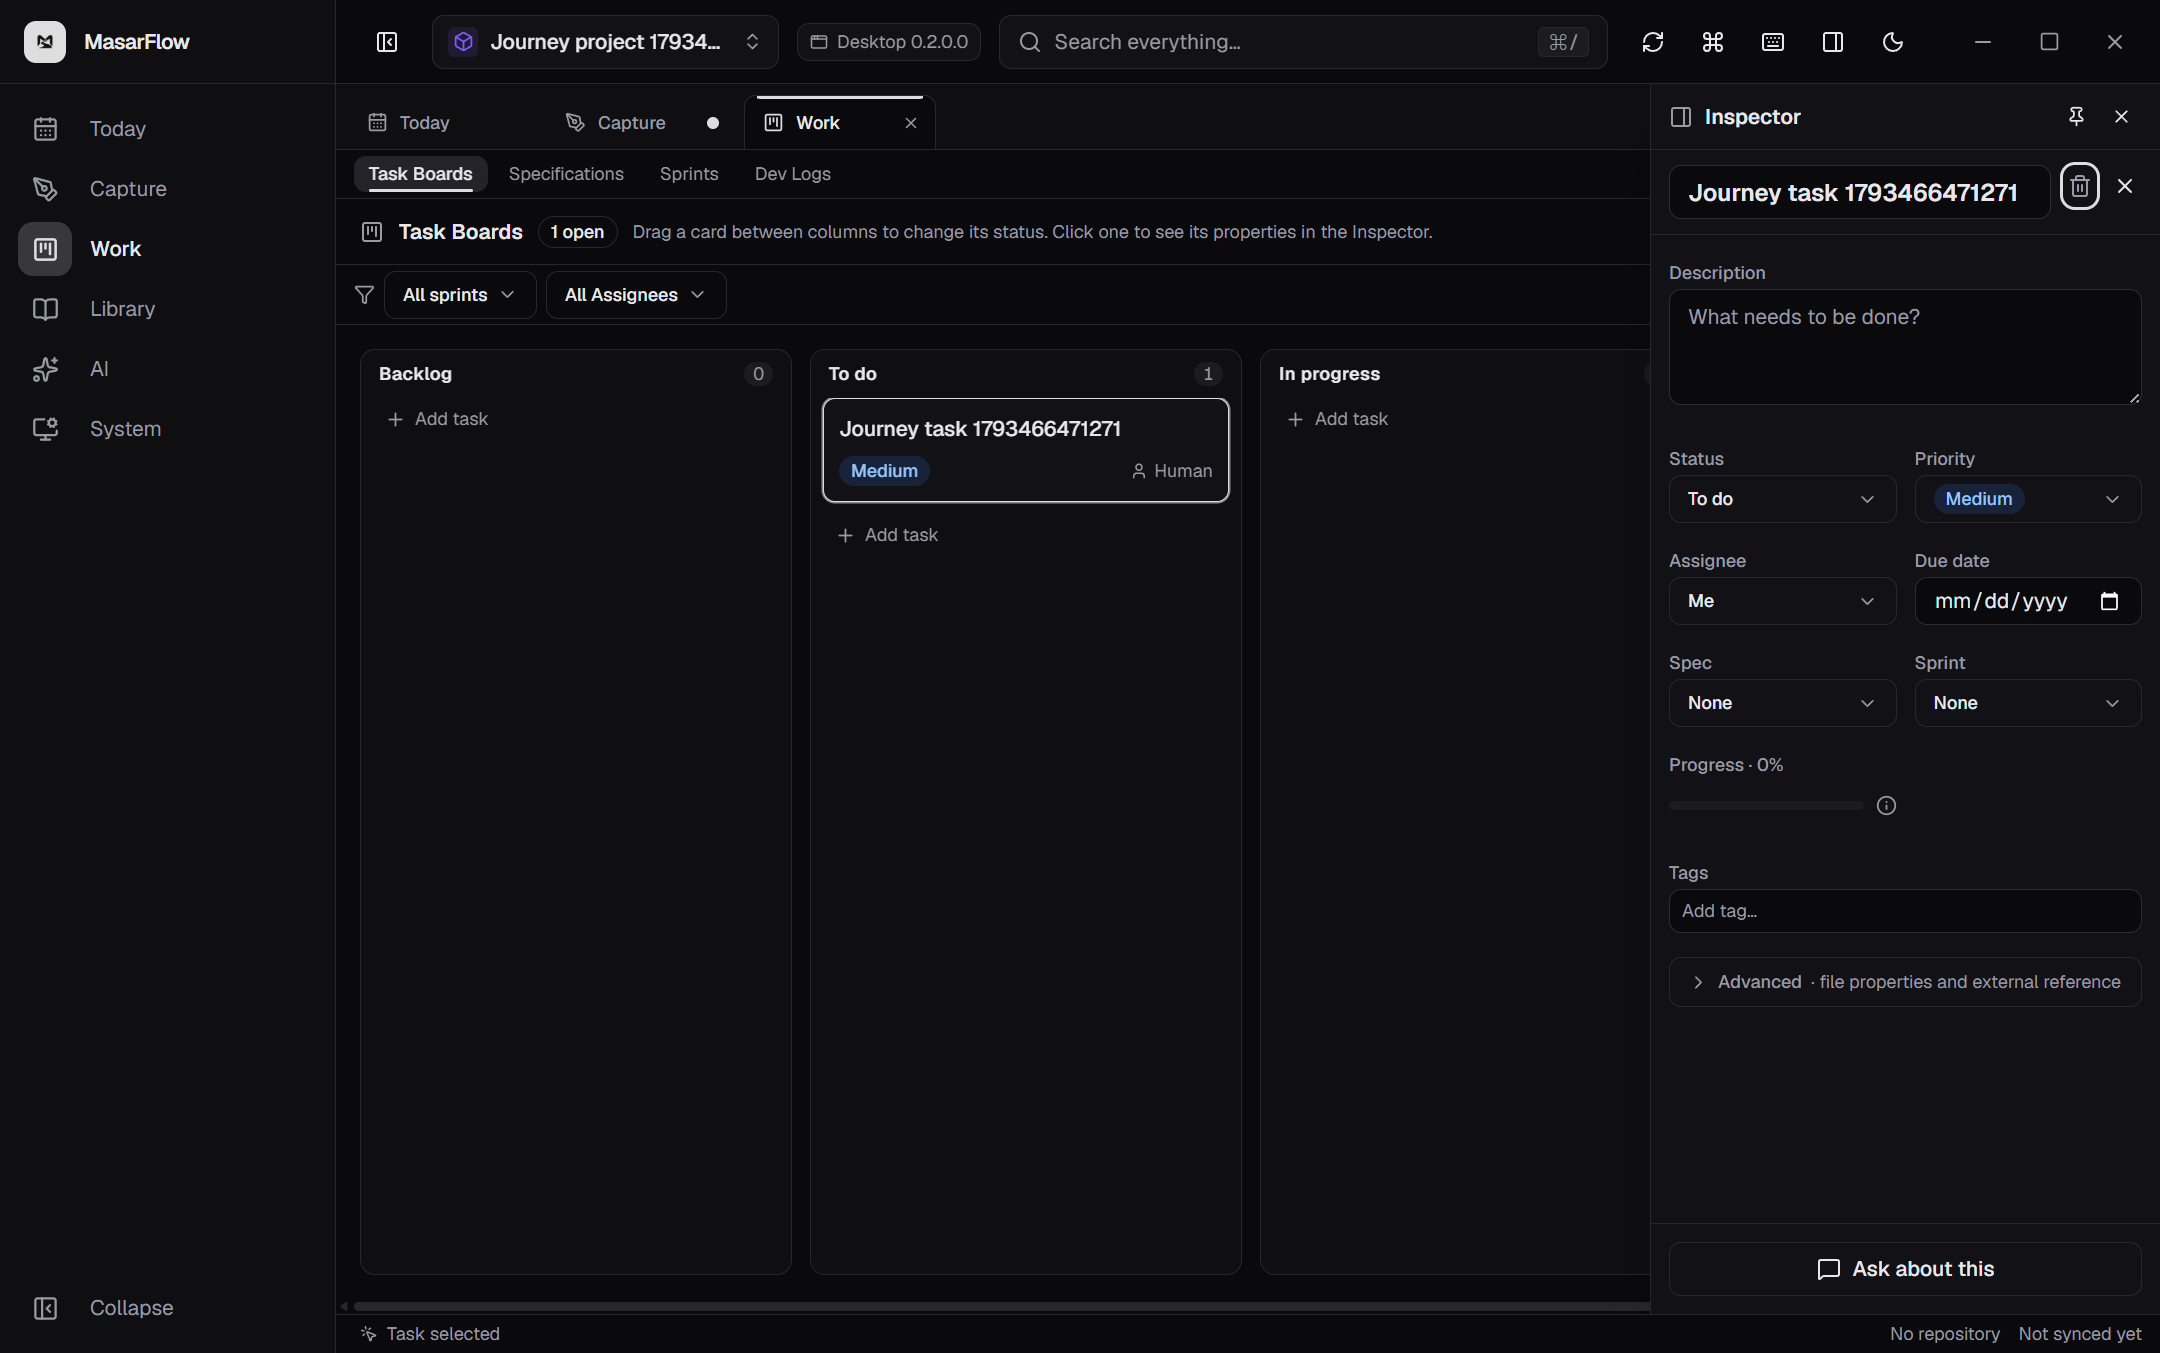 MasarFlow
Journey project 17934...
Desktop 0.2.0.0
Search everything...
⌘/
Today
Capture
Work
Library
AI
System
Collapse
Today
Capture
Work
Task Boards
Specifications
Sprints
Dev Logs
Task Boards
1 open
Drag a card between columns to change its status. Click one to see its properties in the Inspector.
All sprints
All Assignees
Backlog
0
Add task
To do
1
Journey task 1793466471271
Medium
Human
Add task
In progress
Add task
Inspector
Journey task 1793466471271
Description
What needs to be done?
Status
Priority
To do
Medium
Assignee
Due date
Me
mm/dd/yyyy
Spec
Sprint
None
None
Progress · 0%
Tags
Add tag...
Advanced · file properties and external reference
Ask about this
Task selected
No repository
Not synced yet